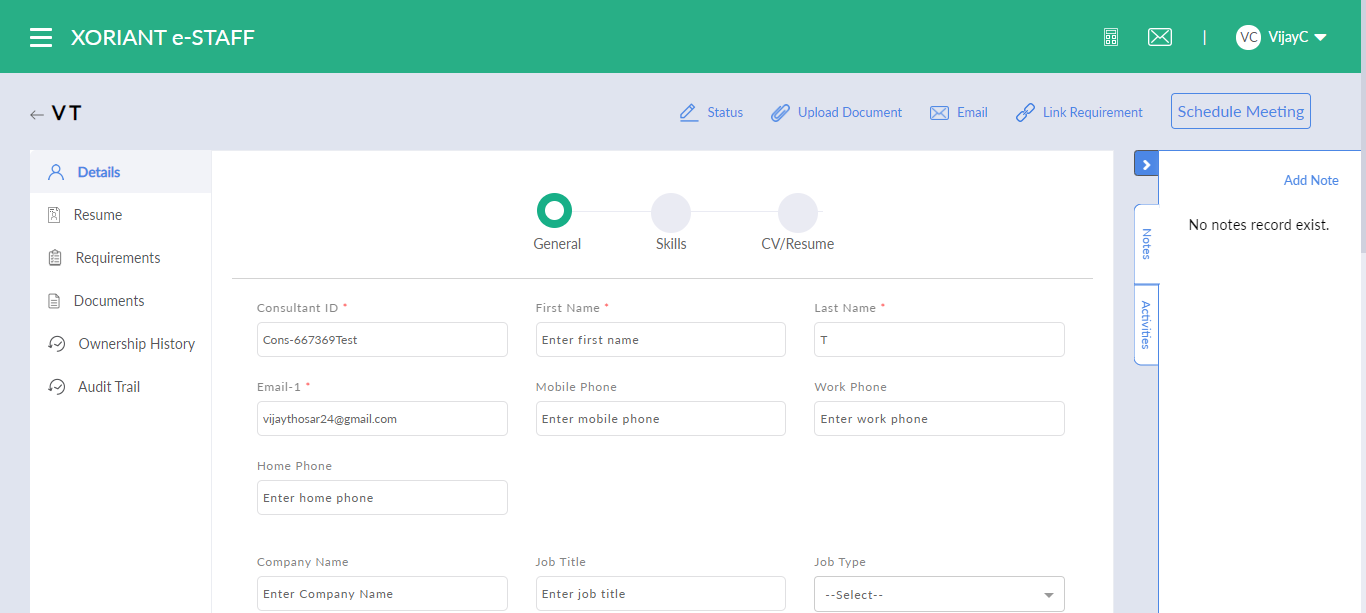 XORIANT e-STAFF
|
VC VijayC
VT
Status Upload Document Email Link Requirement Schedule Meeting
Details
Resume
Requirements
Documents
Ownership History
Audit Trail
General Skills CV/Resume
Consultant ID * First Name * Last Name *
Cons-667369Test Enter first name T
Email-1 * Mobile Phone Work Phone
vijaythosar24@gmail.com Enter mobile phone Enter work phone
Home Phone
Enter home phone
Company Name Job Title Job Type
Enter Company Name Enter job title --Select--
Notes
Activities
Add Note
No notes record exist.